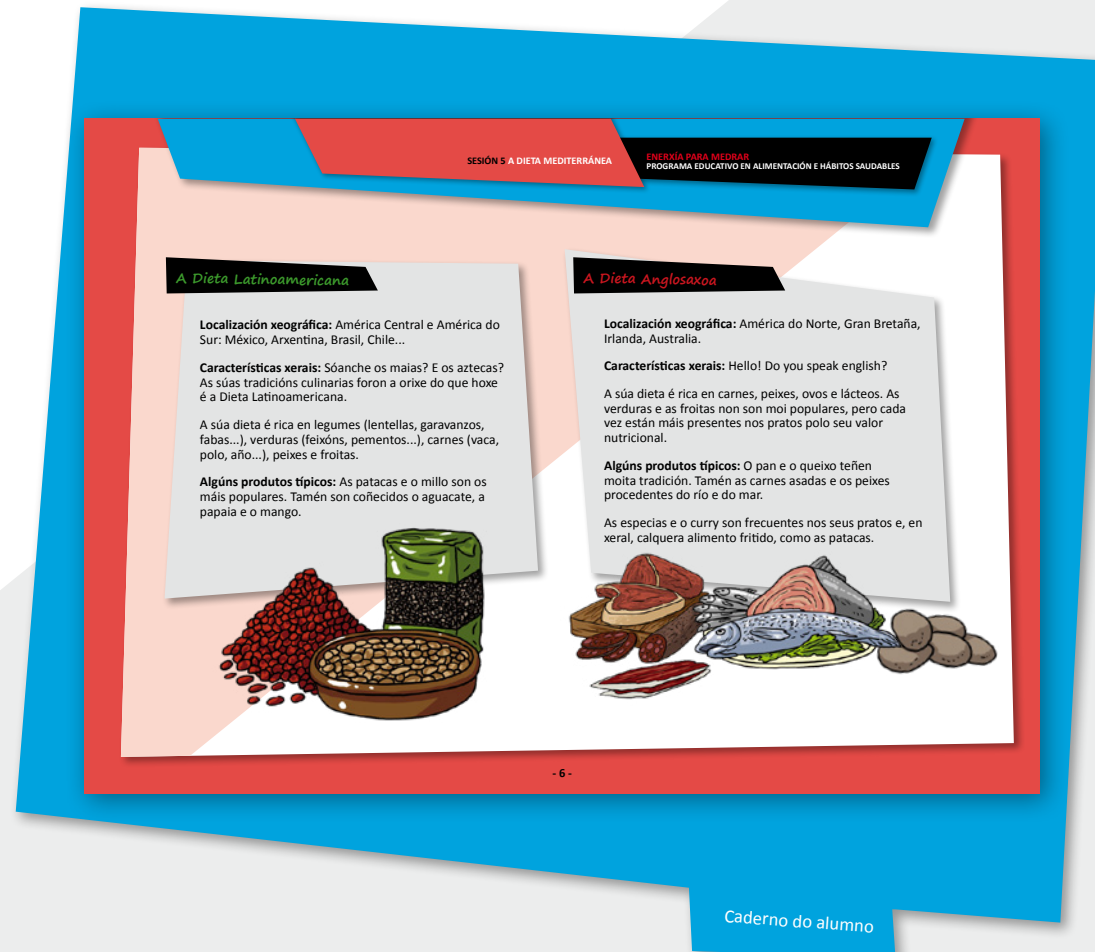 SESIÓN 5 A DIETA MEDITERRÁNEA
ENERXÍA PARA MEDRAR
PROGRAMA EDUCATIVO EN ALIMENTACIÓN E HÁBITOS SAUDABLES
A Dieta Latinoamericana
Localización xeográfica: América Central e América do
Sur: México, Arxentina, Brasil, Chile...
Características xerais: Sóanche os maias? E os aztecas?
As súas tradicións culinarias foron a orixe do que hoxe
é a Dieta Latinoamericana.
A súa dieta é rica en legumes (lentellas, garavanzos,
fabas...), verduras (feixóns, pementos...), carnes (vaca,
polo, año...), peixes e froitas.
Algúns produtos típicos: As patacas e o millo son os
máis populares. Tamén son coñecidos o aguacate, a
papaia e o mango.
A Dieta Anglosaxoa
Localización xeográfica: América do Norte, Gran Bretaña,
Irlanda, Australia.
Características xerais: Hello! Do you speak english?
A súa dieta é rica en carnes, peixes, ovos e lácteos. As
verduras e as froitas non son moi populares, pero cada
vez están máis presentes nos pratos polo seu valor
nutricional.
Algúns produtos típicos: O pan e o queixo teñen
moita tradición. Tamén as carnes asadas e os peixes
procedentes do río e do mar.
As especias e o curry son frecuentes nos seus pratos e, en
xeral, calquera alimento fritido, como as patacas.
- 6 -
Caderno do alumno